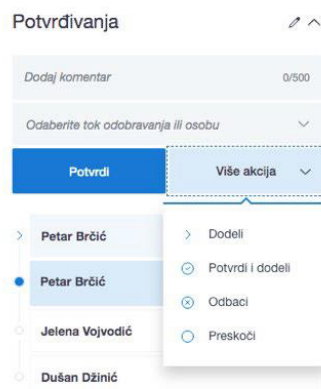 Potvrđivanja
Dodaj komentar 0/500
Odaberite tok odobravanja ili osobu
Potvrdi Više akcija
Petar Brčić Dodeli
Petar Brčić Potvrdi i dodeli
Odbaci
Jelena Vojvodić Preskoči
Dušan Džinić